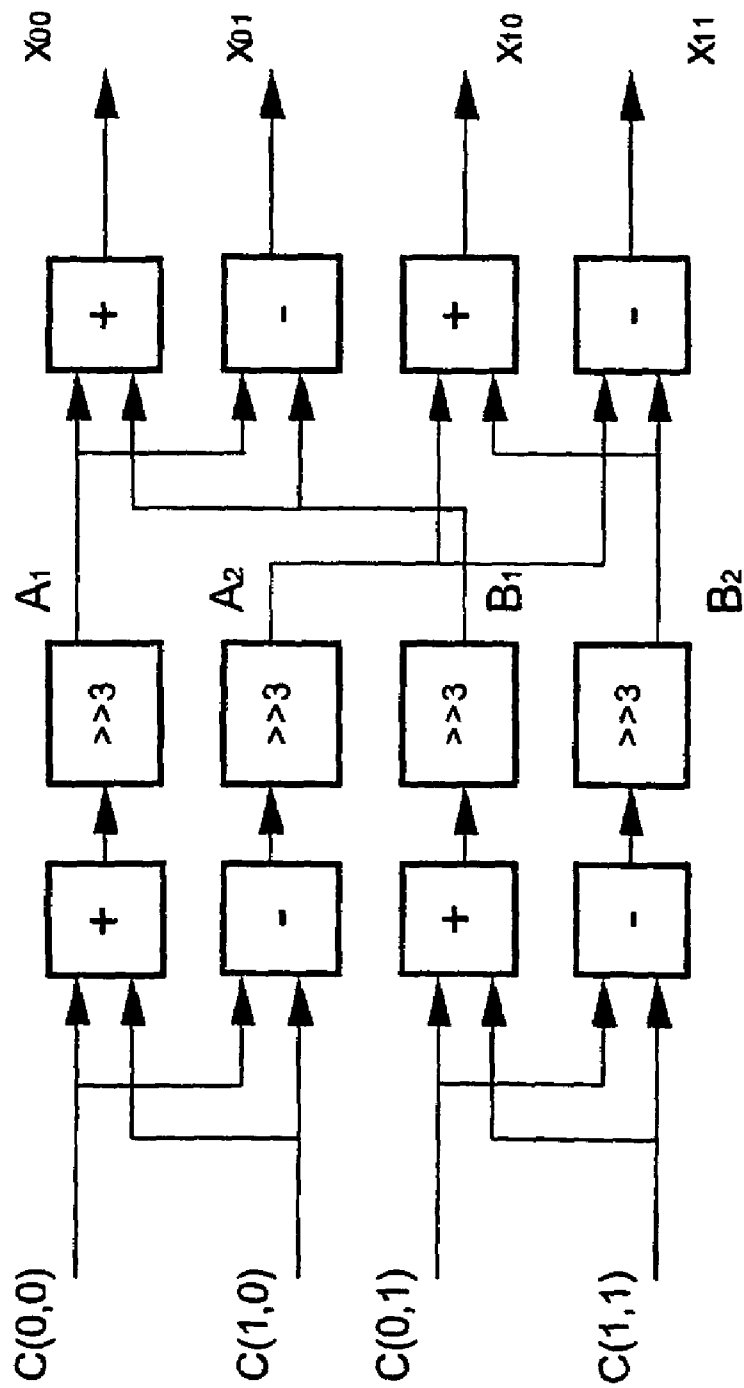 C(0,0)
C(1,0)
C(0,1)
C(1,1)
+
-
+
-
>>3
>>3
>>3
>>3
A1
A2
B1
B2
+
-
+
-
X00
X01
X10
X11